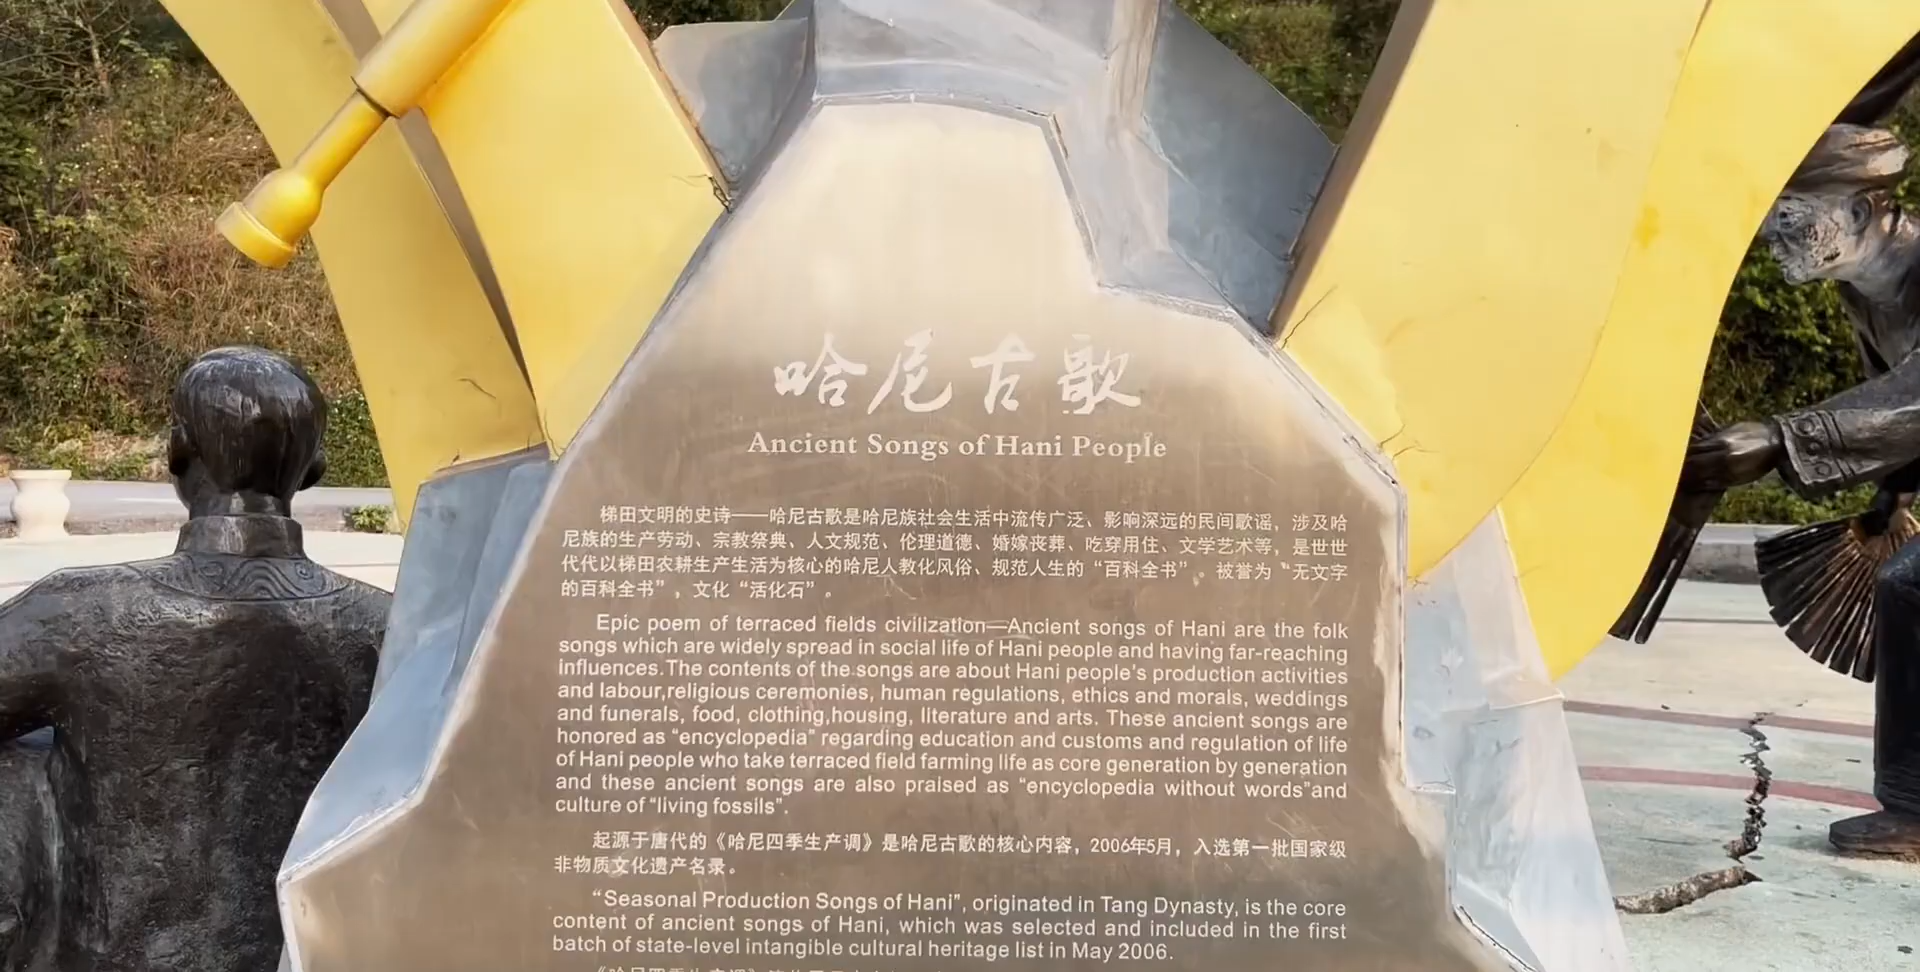 哈尼古歌
Ancient Songs of Hani People
梯田文明的史诗——哈尼古歌是哈尼族社会生活中流传广泛、影响深远的民间歌谣，涉及哈
尼族的生产劳动、宗教祭典、人文规范、伦理道德、婚嫁丧葬、吃穿用住、文学艺术等，是世世
代代以梯田农耕生产生活为核心的哈尼人教化风俗、规范人生的“百科全书”。被誉为“无文字
的百科全书”，文化“活化石”。
Epic poem of terraced fields civilization—Ancient songs of Hani are the folk
songs which are widely spread in social life of Hani people and having far-reaching
influences.The contents of the songs are about Hani people's production activities
and labour,religious ceremonies, human regulations, ethics and morals, weddings
and funerals, food, clothing,housing, literature and arts. These ancient songs are
honored as “encyclopedia” regarding education and customs and regulation of life
of Hani people who take terraced field farming life as core generation by generation
and these ancient songs are also praised as “encyclopedia without words”and
culture of “living fossils”.
起源于唐代的《哈尼四季生产调》是哈尼古歌的核心内容，2006年5月，入选第一批国家级
非物质文化遗产名录。
“Seasonal Production Songs of Hani”, originated in Tang Dynasty, is the core
content of ancient songs of Hani, which was selected and included in the first
batch of state-level intangible cultural heritage list in May 2006.
《哈尼四季生产调》